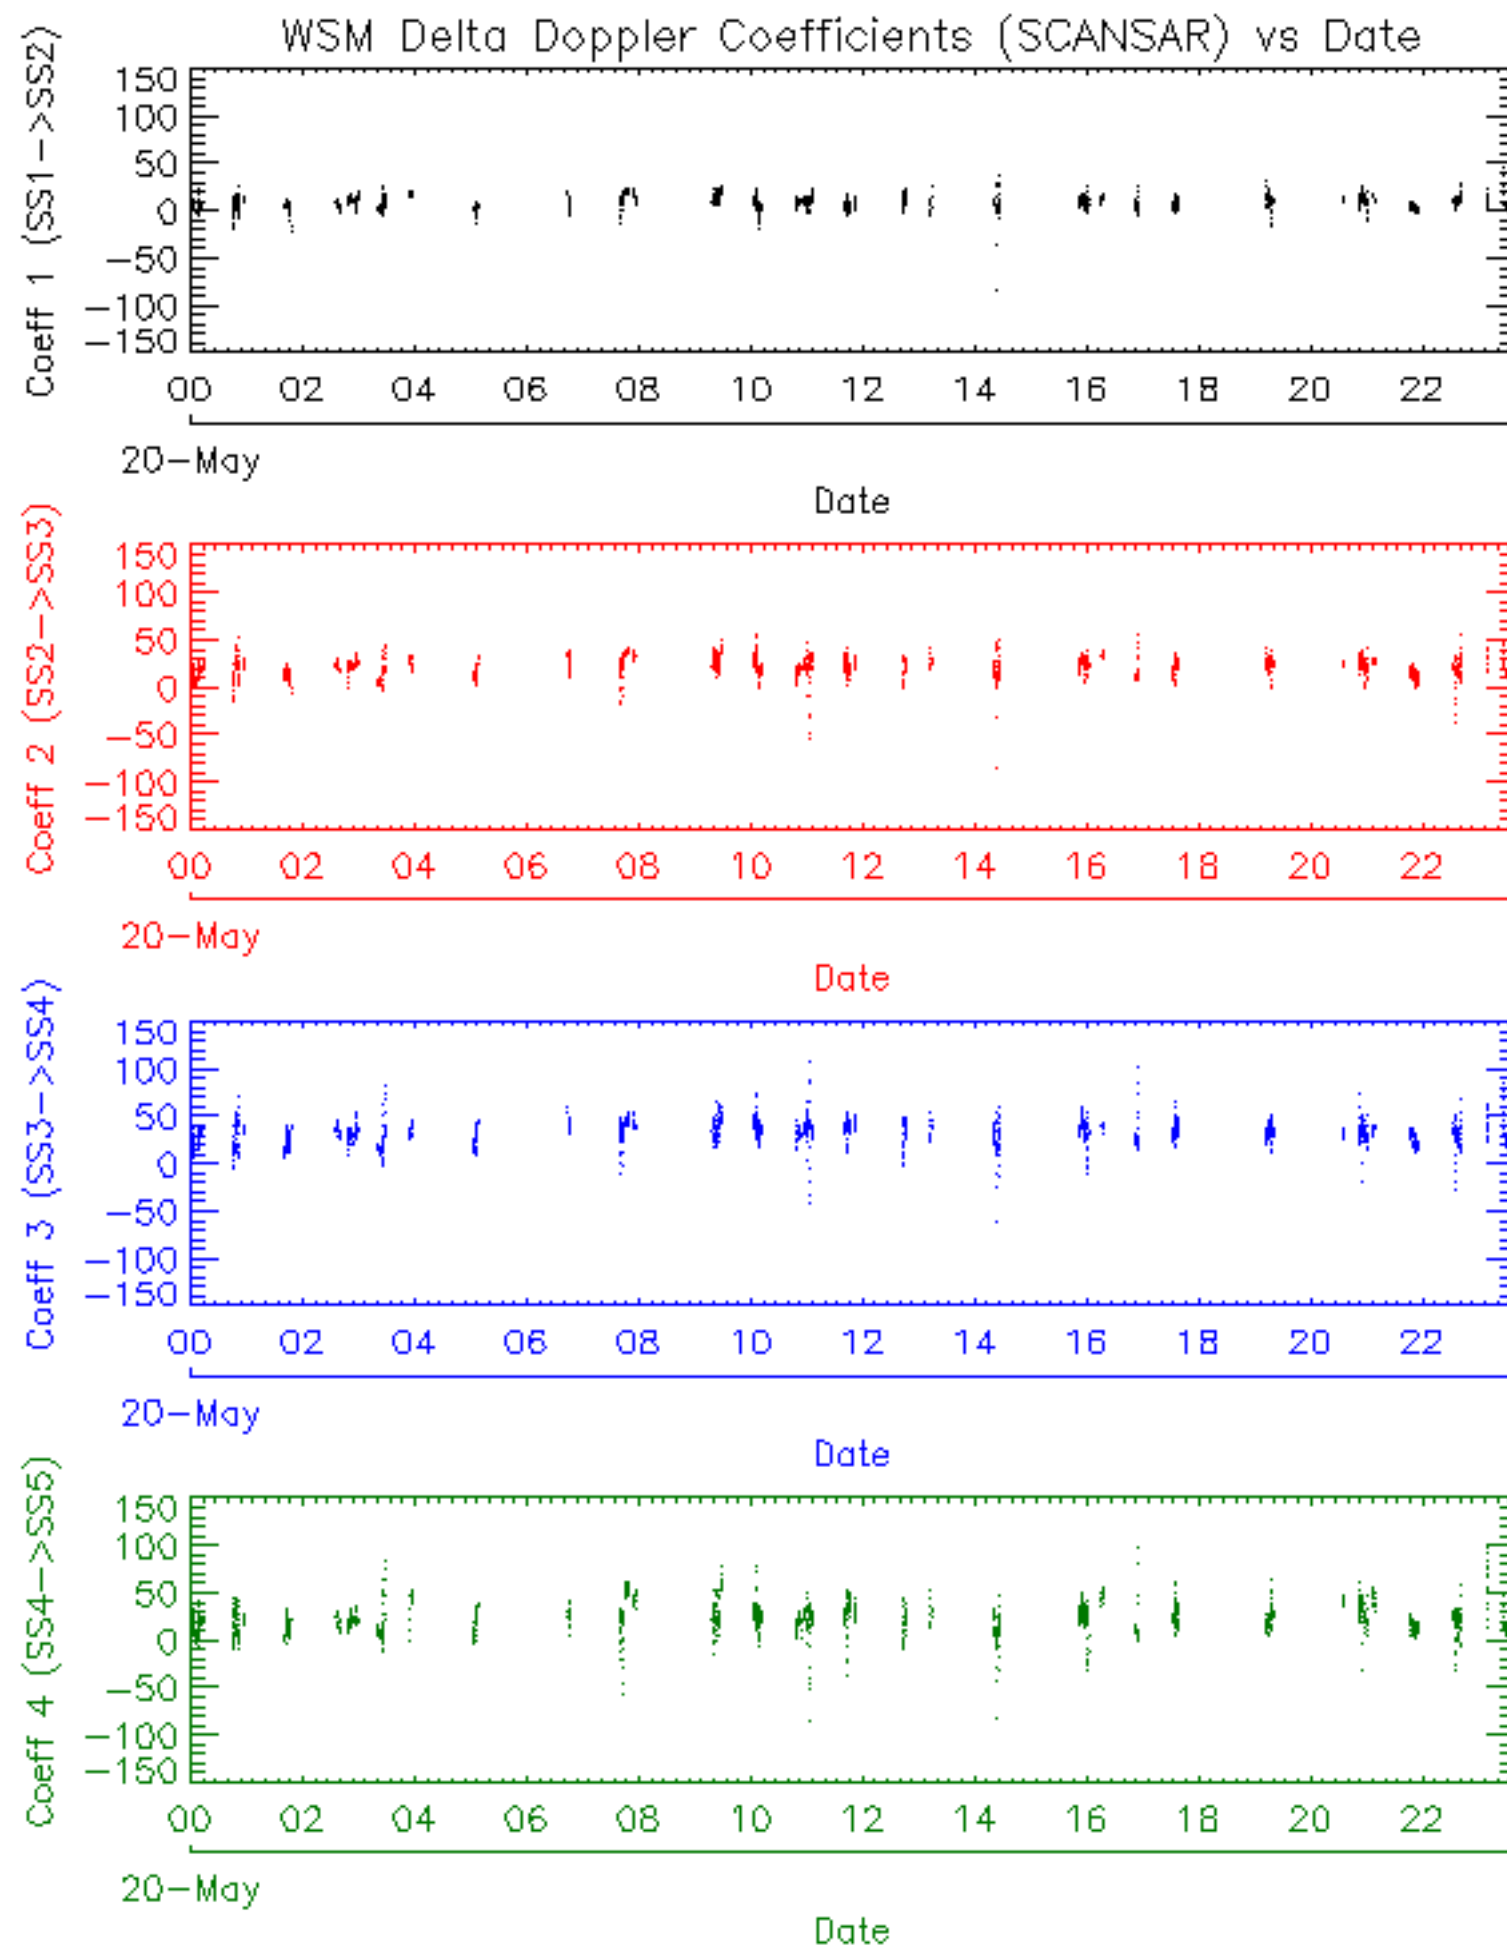 WSM Delta Doppler Coefficients (SCANSAR) vs Date
Coeff 1 (SS1->SS2)
150
100
50
0
-50
-100
-150
00 02 04 06 08 10 12 14 16 18 20 22
20-May
Date
Coeff 2 (SS2->SS3)
150
100
50
0
-50
-100
-150
00 02 04 06 08 10 12 14 16 18 20 22
20-May
Date
Coeff 3 (SS3->SS4)
150
100
50
0
-50
-100
-150
00 02 04 06 08 10 12 14 16 18 20 22
20-May
Date
Coeff 4 (SS4->SS5)
150
100
50
0
-50
-100
-150
00 02 04 06 08 10 12 14 16 18 20 22
20-May
Date